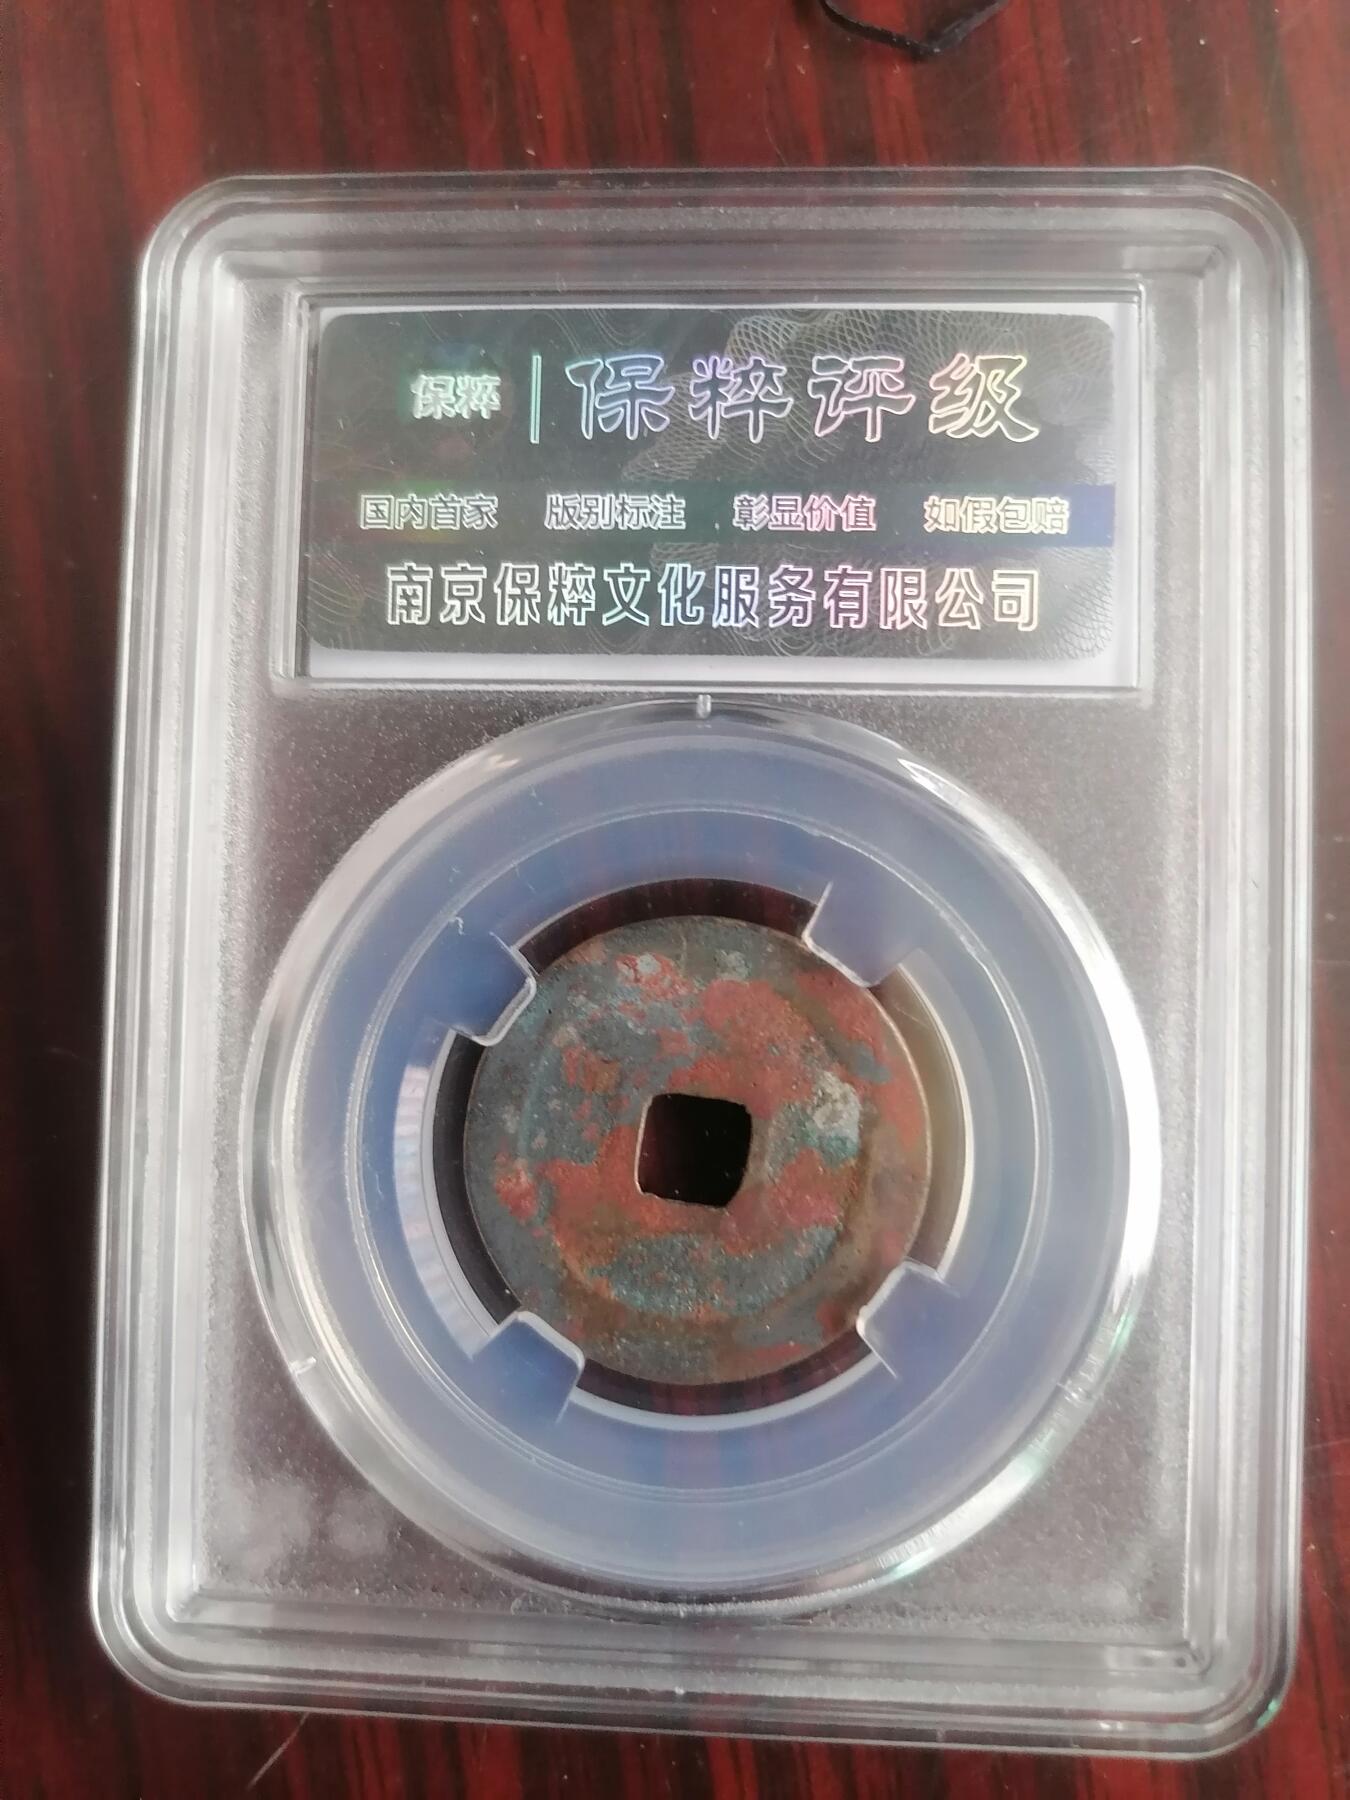 保粹 | 保粹评级
国内首家 版别标注 彰显价值 如假包赔
南京保粹文化服务有限公司